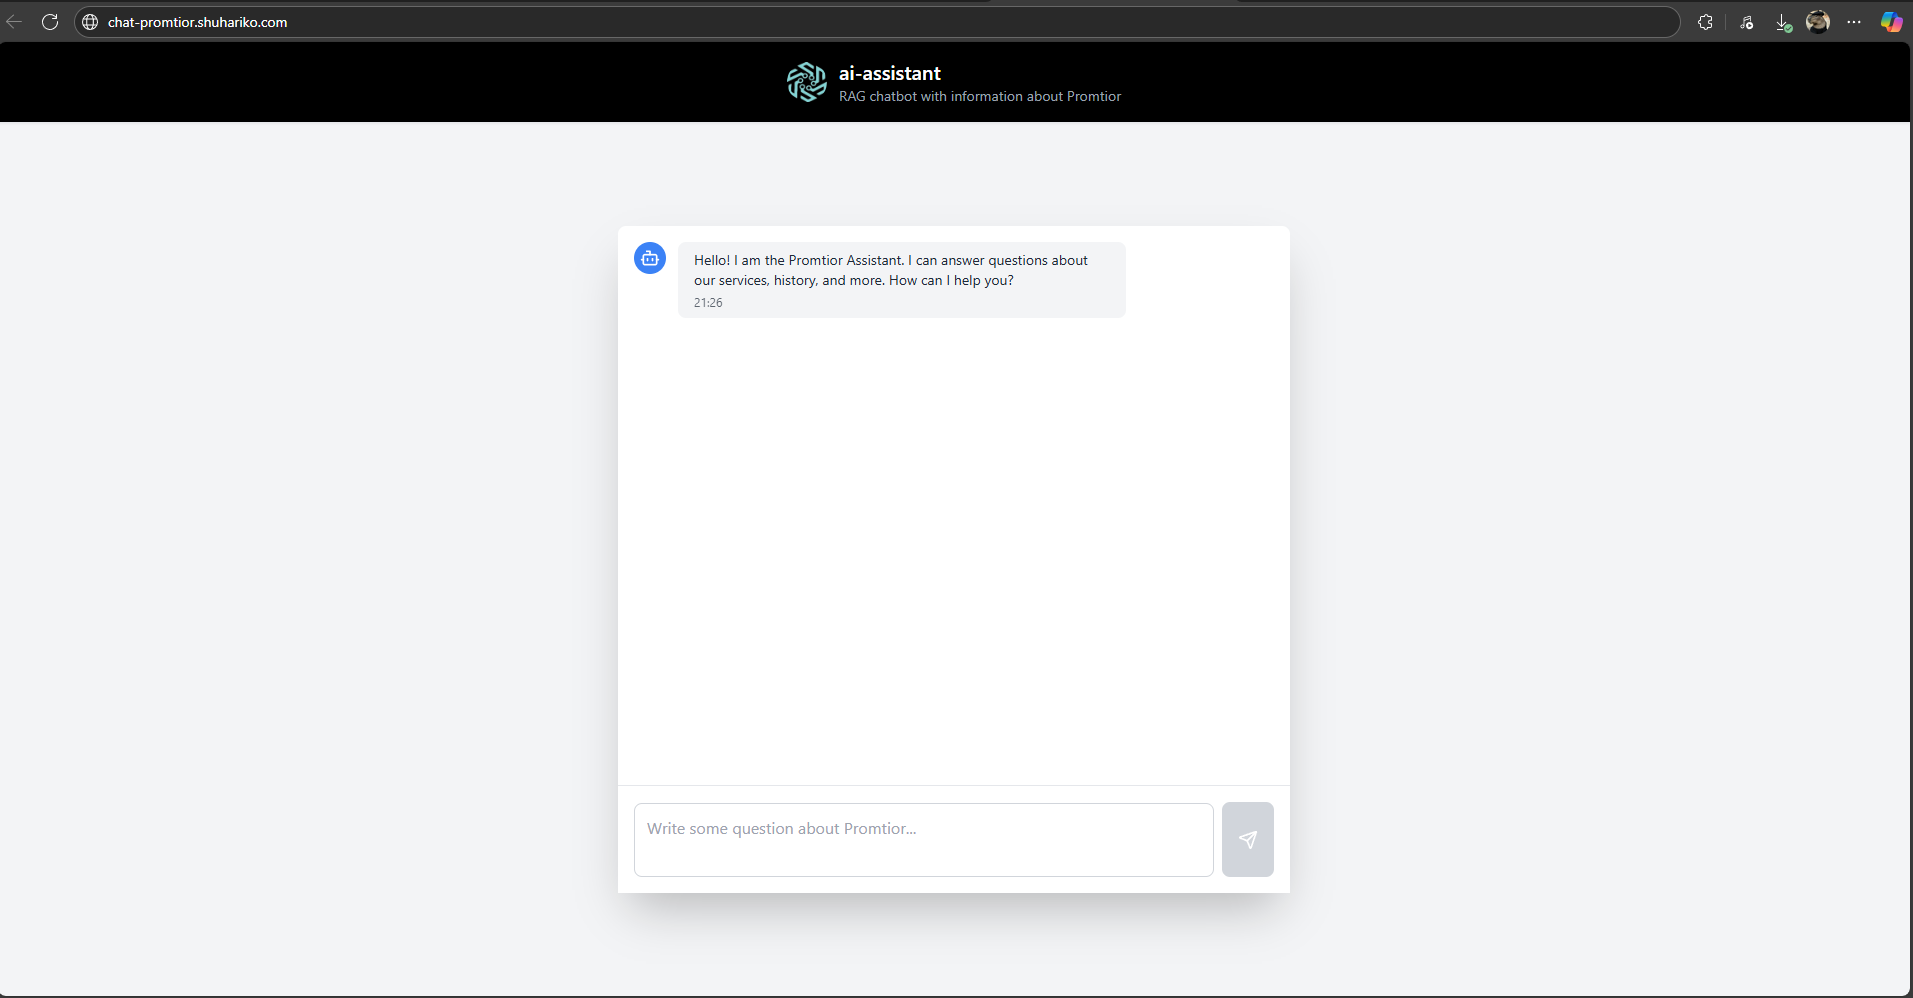 chat-promtior.shuhariko.com
ai-assistant
RAG chatbot with information about Promtior
Hello! I am the Promtior Assistant. I can answer questions about
our services, history, and more. How can I help you?
21:26
Write some question about Promtior...